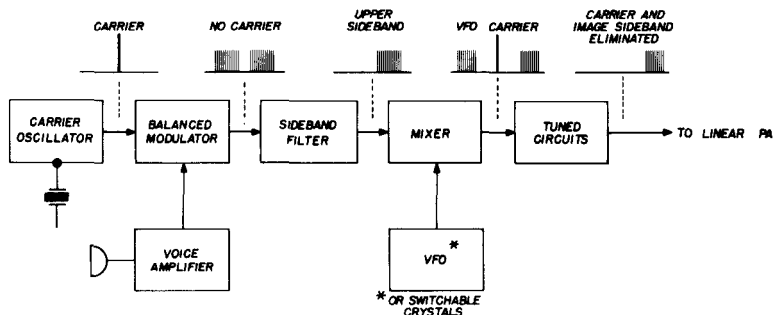 CARRIER
NO CARRIER
UPPER
SIDEBAND
VFO CARRIER
CARRIER AND
IMAGE SIDEBAND
ELIMINATED
CARRIER
OSCILLATOR
BALANCED
MODULATOR
SIDEBAND
FILTER
MIXER
TUNED
CIRCUITS
TO LINEAR PA
VOICE
AMPLIFIER
VFO *
* OR SWITCHABLE
CRYSTALS